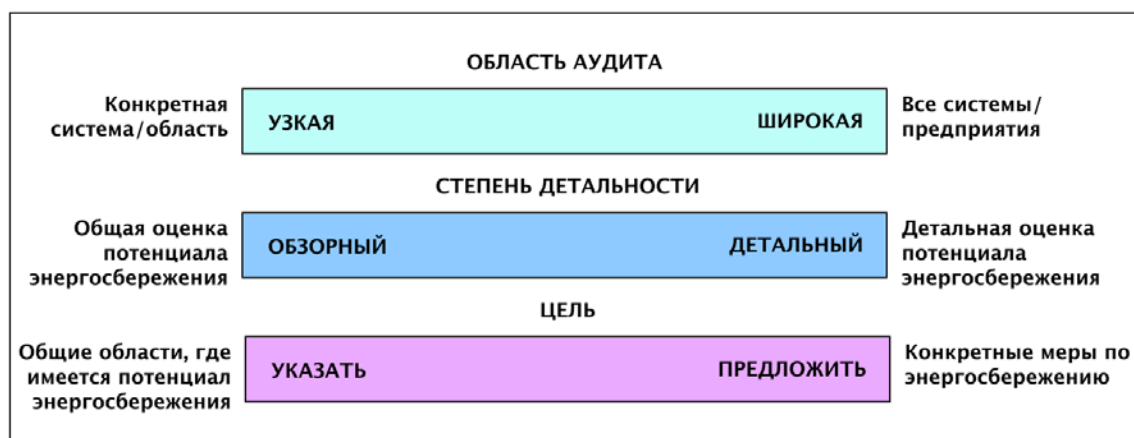 ОБЛАСТЬ АУДИТА
Конкретная
система/область
УЗКАЯ
ШИРОКАЯ
Все системы/
предприятия
СТЕПЕНЬ ДЕТАЛЬНОСТИ
Общая оценка
потенциала
энергосбережения
ОБЗОРНЫЙ
ДЕТАЛЬНЫЙ
Детальная оценка
потенциала
энергосбережения
ЦЕЛЬ
Общие области, где
имеется потенциал
энергосбережения
УКАЗАТЬ
ПРЕДЛОЖИТЬ
Конкретные меры по
энергосбережению